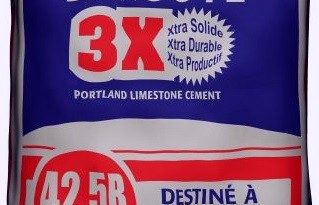 3X
Xtra Solide
Xtra Durable
Xtra Productif
PORTLAND LIMESTONE CEMENT
42.5R
DESTINÉ À